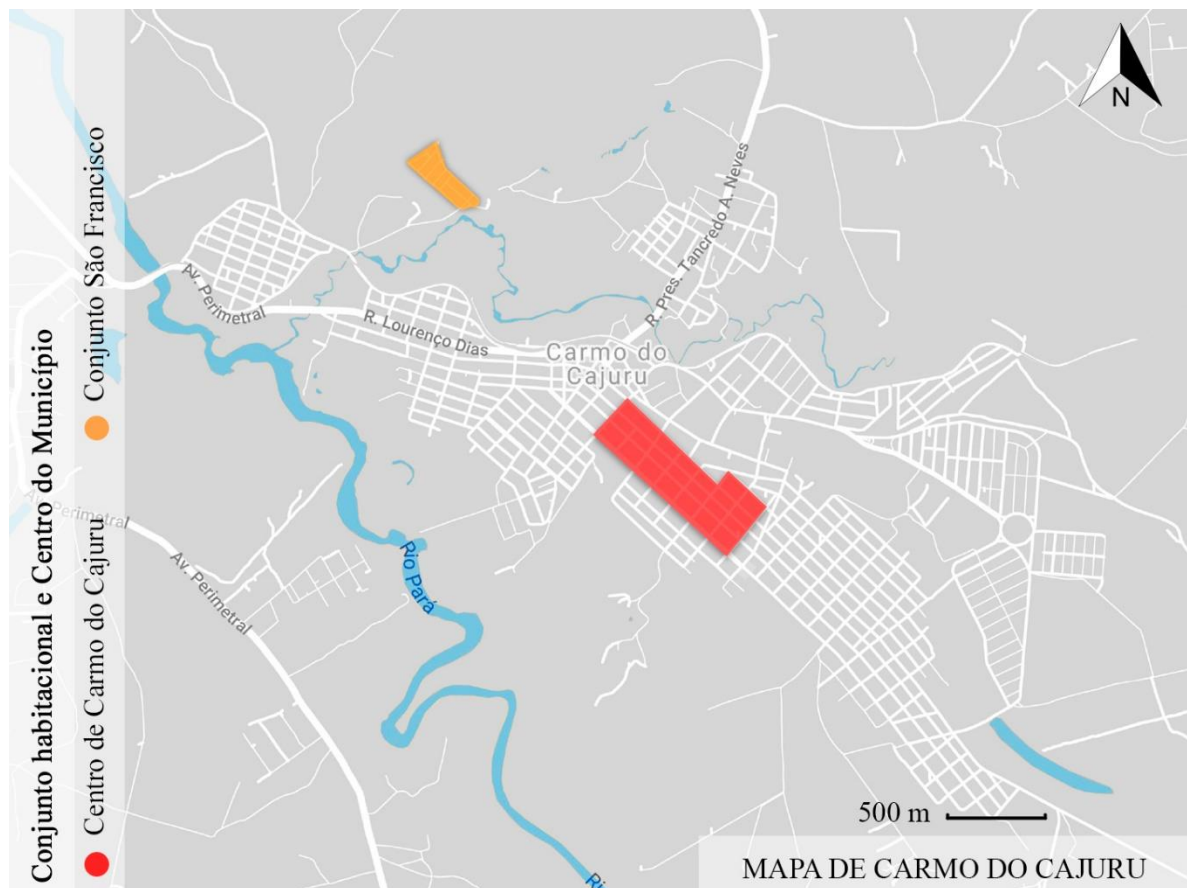 Conjunto habitacional e Centro do Município
Centro de Carmo do Cajuru
Conjunto São Francisco
N
R. Pres. Tancredo A. Neves
Av. Perimetral
R. Lourenço Dias
Carmo do
Cajuru
Av. Perimetral
Av. Perimetral
Rio Pará
Ri
500 m
MAPA DE CARMO DO CAJURU